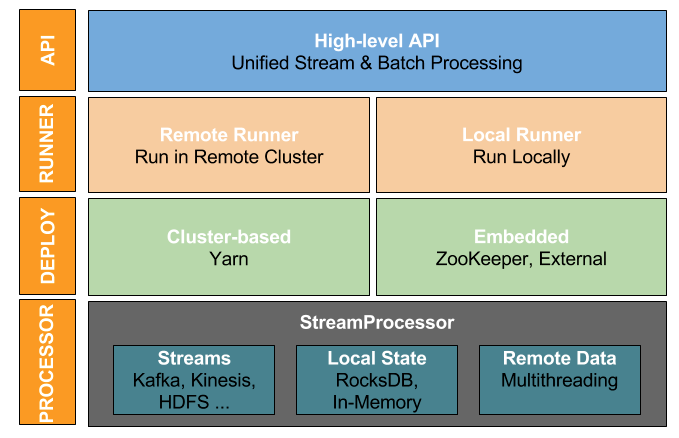 API
High-level API
Unified Stream & Batch Processing
RUNNER
Remote Runner
Run in Remote Cluster
Local Runner
Run Locally
DEPLOY
Cluster-based
Yarn
Embedded
ZooKeeper, External
PROCESSOR
StreamProcessor
Streams
Kafka, Kinesis,
HDFS ...
Local State
RocksDB,
In-Memory
Remote Data
Multithreading